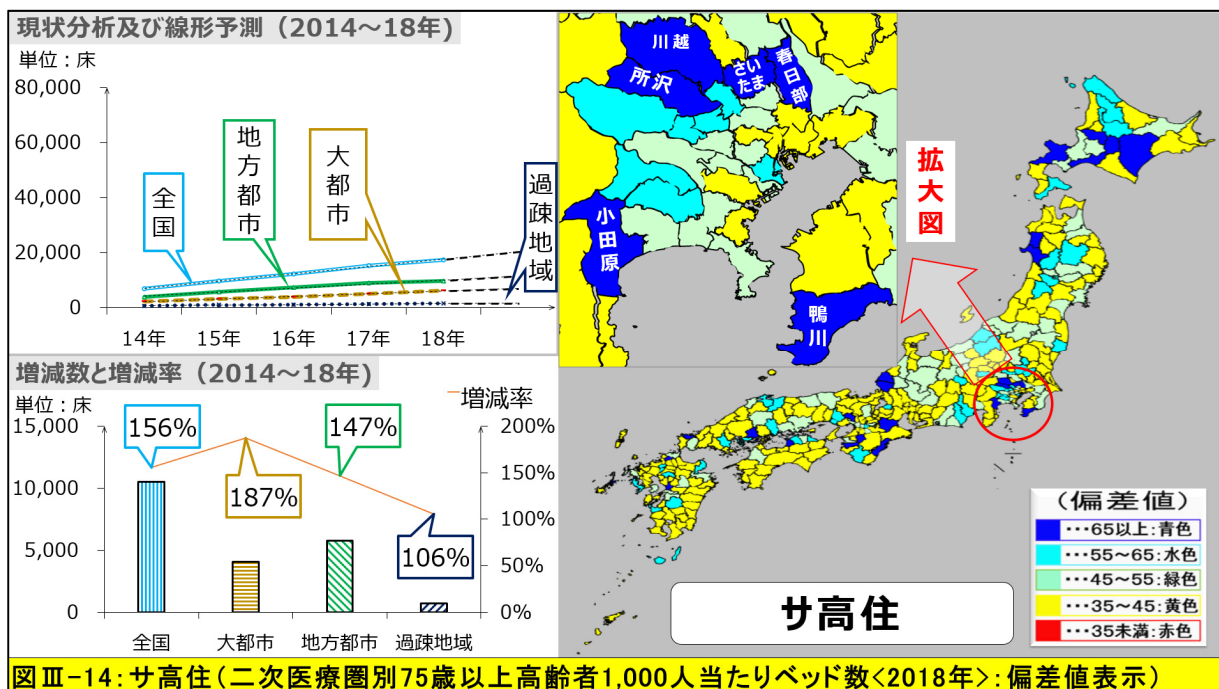 現状分析及び線形予測（2014～18年）
単位：床
80,000
60,000
40,000
20,000
0
全国
地方都市
大都市
過疎地域
14年 15年 16年 17年 18年
増減数と増減率（2014～18年）
単位：床
増減率
15,000
10,000
5,000
0
200%
150%
100%
50%
0%
156%
187%
147%
106%
全国 大都市 地方都市 過疎地域
川越
所沢
さいたま
春日部
小田原
鴨川
拡大図
（偏差値）
･･･65以上：青色
･･･55～65：水色
･･･45～55：緑色
･･･35～45：黄色
･･･35未満：赤色
サ高住
図Ⅲ-14：サ高住（二次医療圏別75歳以上高齢者1,000人当たりベッド数<2018年>：偏差値表示）